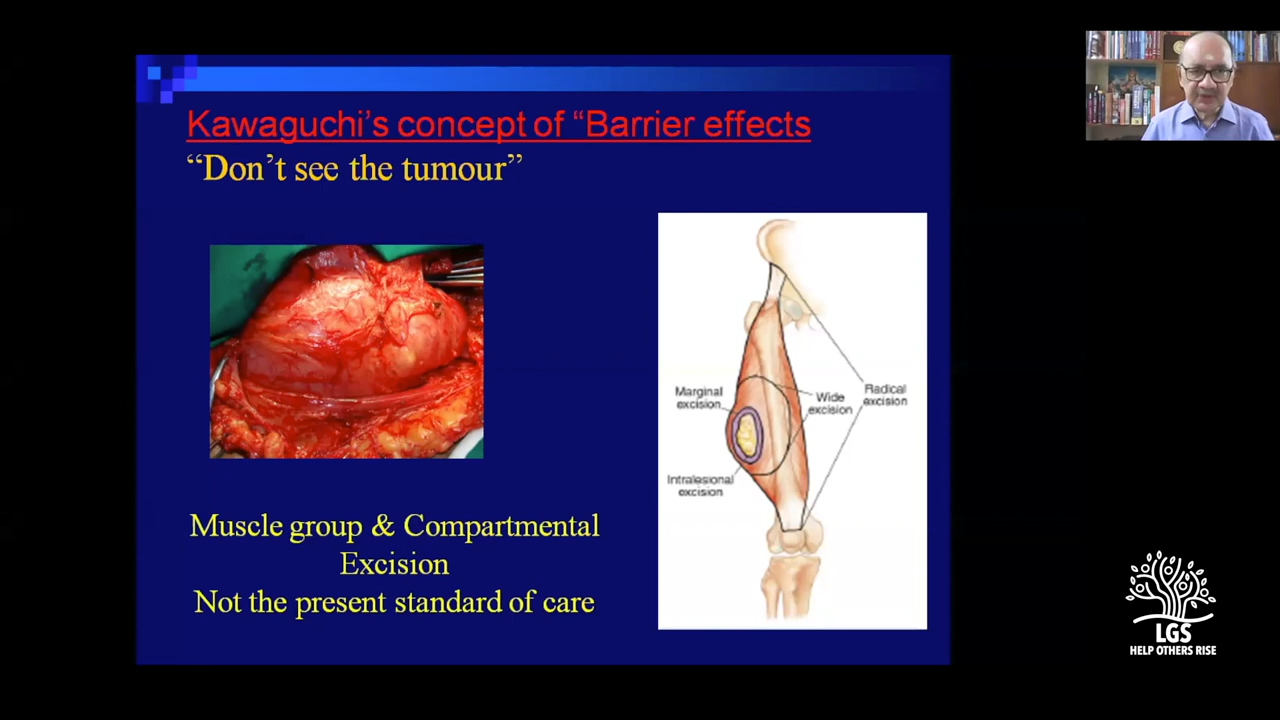 Kawaguchi's concept of “Barrier effects
“Don't see the tumour”
Marginal
excision
Wide
excision
Radical
excision
Intralesional
excision
Muscle group & Compartmental
Excision
Not the present standard of care
LGS
HELP OTHERS RISE